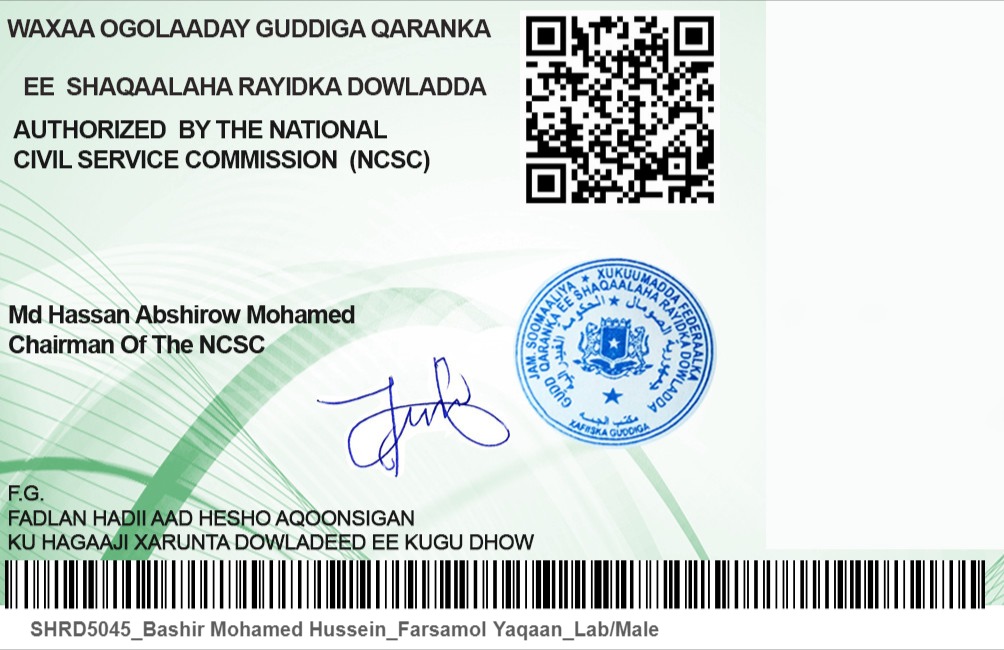 WAXAA OGOLAADAY GUDDIGA QARANKA
EE SHAQAALAHA RAYIDKA DOWLADDA
AUTHORIZED BY THE NATIONAL
CIVIL SERVICE COMMISSION (NCSC)
JAM. SOOMAALIYA ★ XUKUUMADDA FEDERAALKA
GUDD QARANKA EE SHAQAALAHA RAYIDKA DOWLADDA
مكتب الجمية
XAFIISKA GUDDIGA
Md Hassan Abshirow Mohamed
Chairman Of The NCSC
F.G.
FADLAN HADII AAD HESHO AQOONSIGAN
KU HAGAAJI XARUNTA DOWLADEED EE KUGU DHOW
SHRD5045_Bashir Mohamed Hussein_Farsamol Yaqaan_Lab/Male